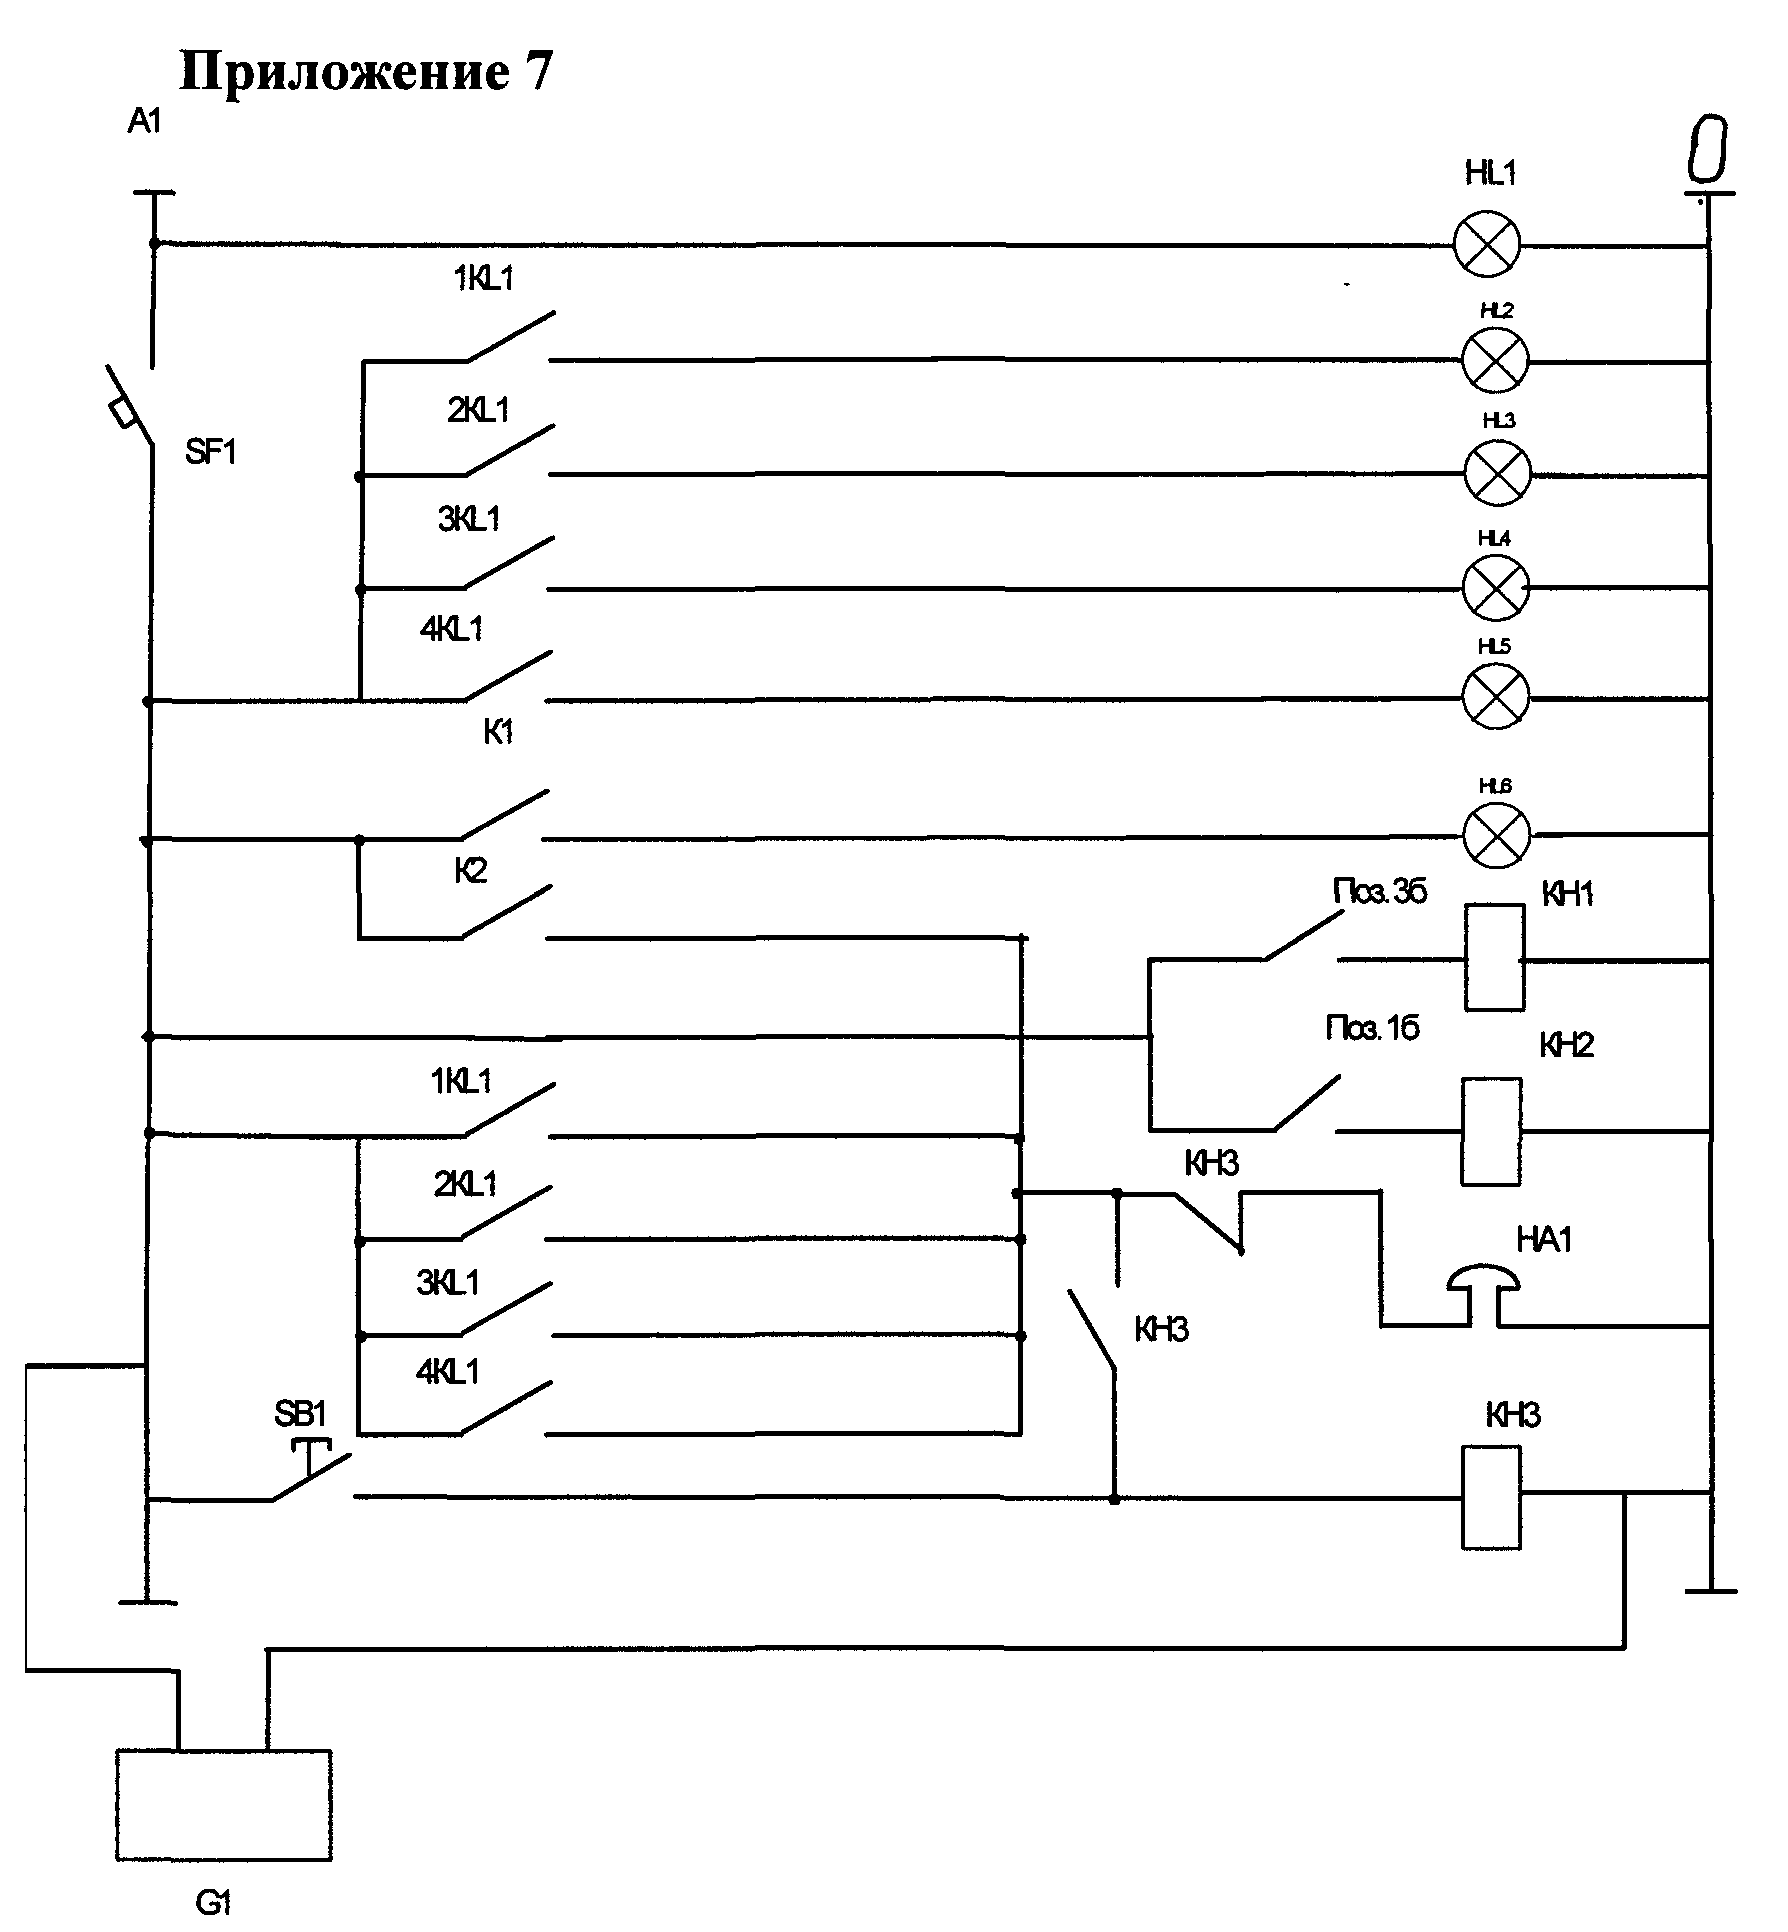 Приложение 7
A1
0
HL1
1KL1
HL2
2KL1
HL3
SF1
3KL1
HL4
4KL1
HL5
K1
HL6
K2
Поз. 3б
KH1
Поз. 1б
KH2
1KL1
KH3
2KL1
HA1
3KL1
KH3
4KL1
SB1
KH3
G1